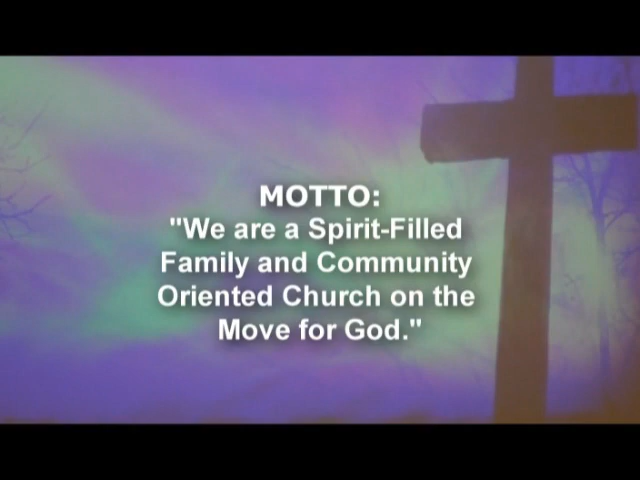 MOTTO:
"We are a Spirit-Filled
Family and Community
Oriented Church on the
Move for God."